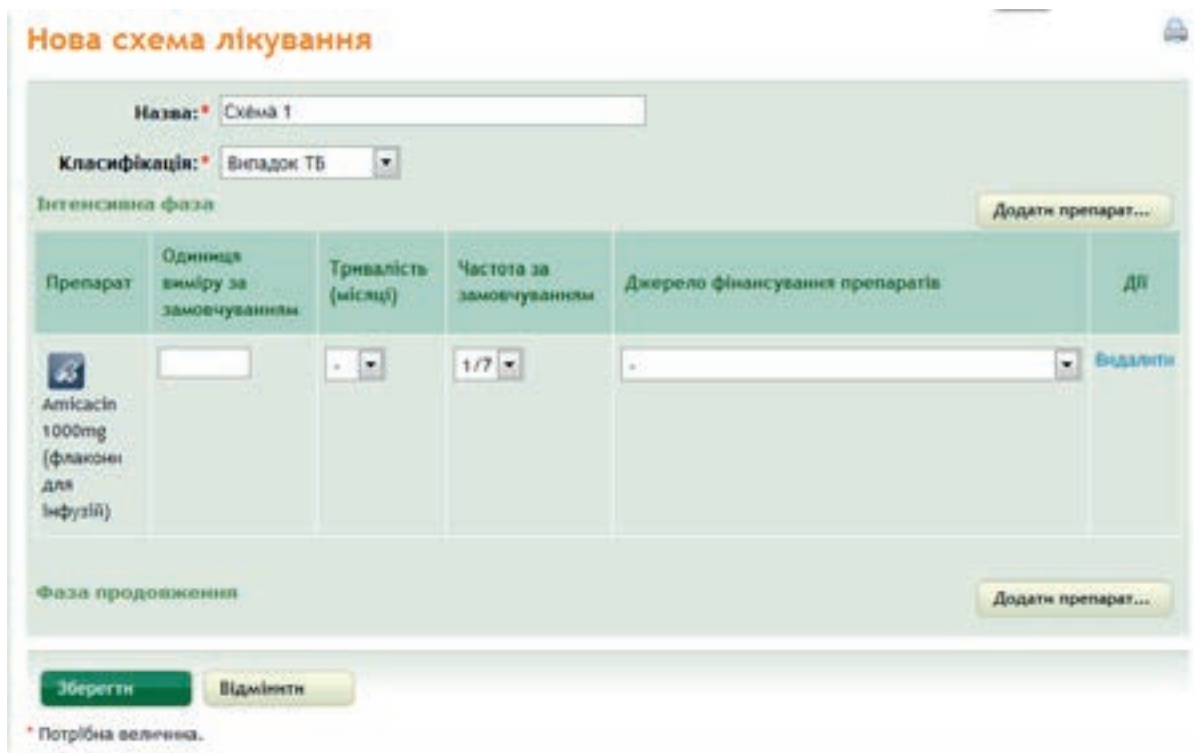 Нова схема лікування
Назва:* Схема 1
Класифікація:* Випадок ТБ
Інтенсивна фаза
Додати препарат...
Препарат
Одиниця
виміру за
замовчуванням
Тривалість
(місяці)
Частота за
замовчуванням
Джерело фінансування препаратів
Дії
Amicacin
1000mg
(флакони
для
інфузій)
-
1/7
-
Видалити
Фаза продовження
Додати препарат...
Зберегти
Відмінити
* Потрібна величина.